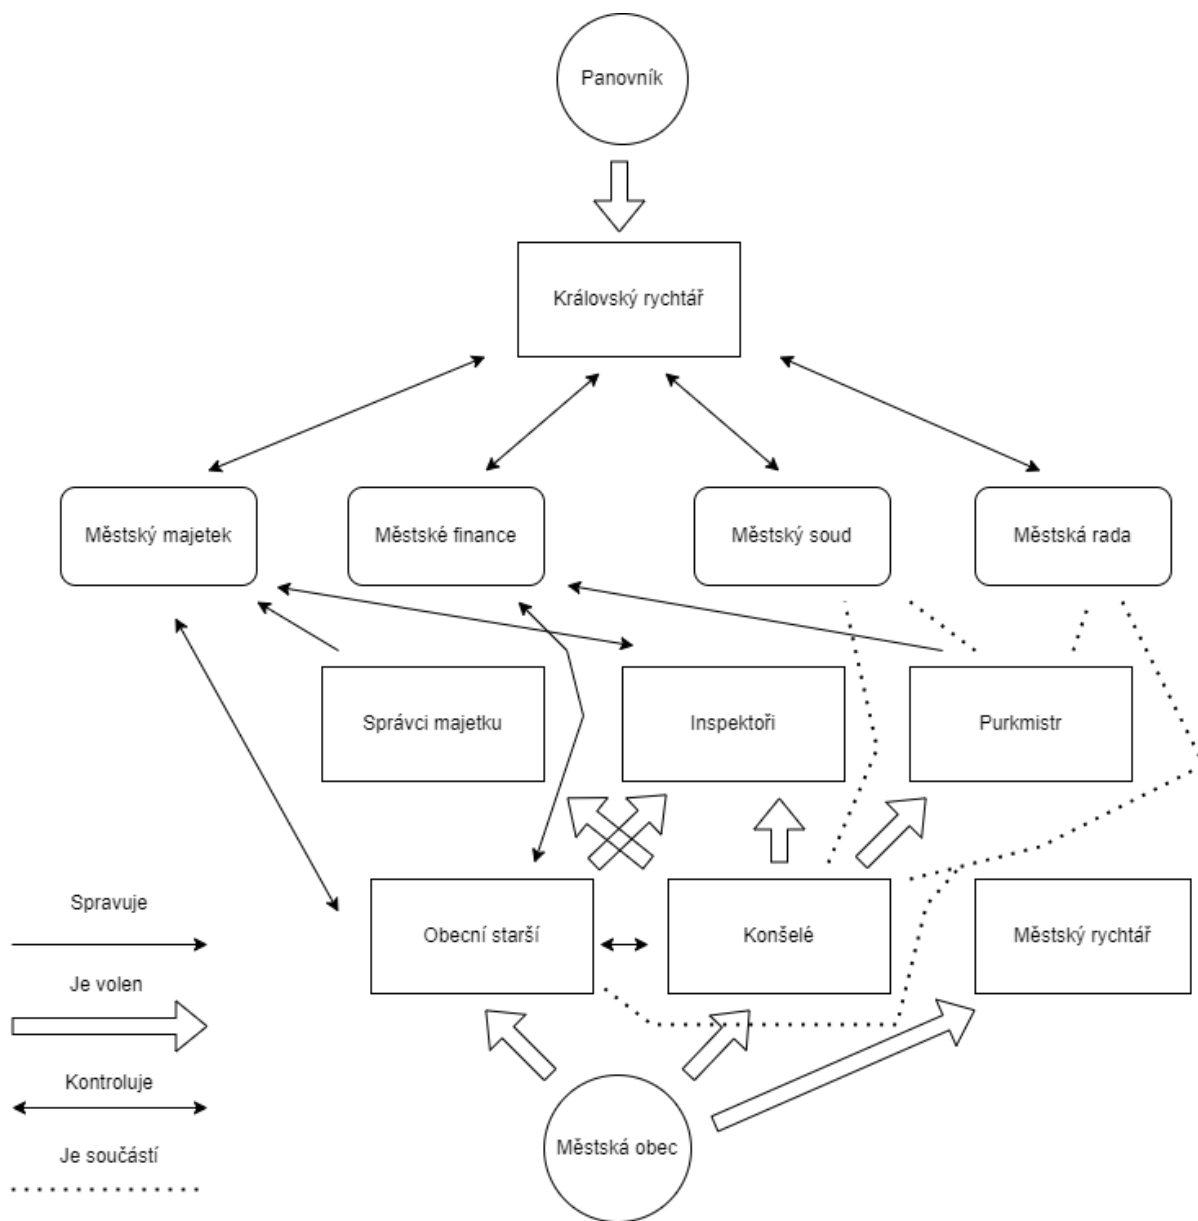 Panovník
Královský rychtář
Městský majetek
Městské finance
Městský soud
Městská rada
Správci majetku
Inspektoři
Purkmistr
Obecní starší
Konšelé
Městský rychtář
Městská obec
Spravuje
Je volen
Kontroluje
Je součástí